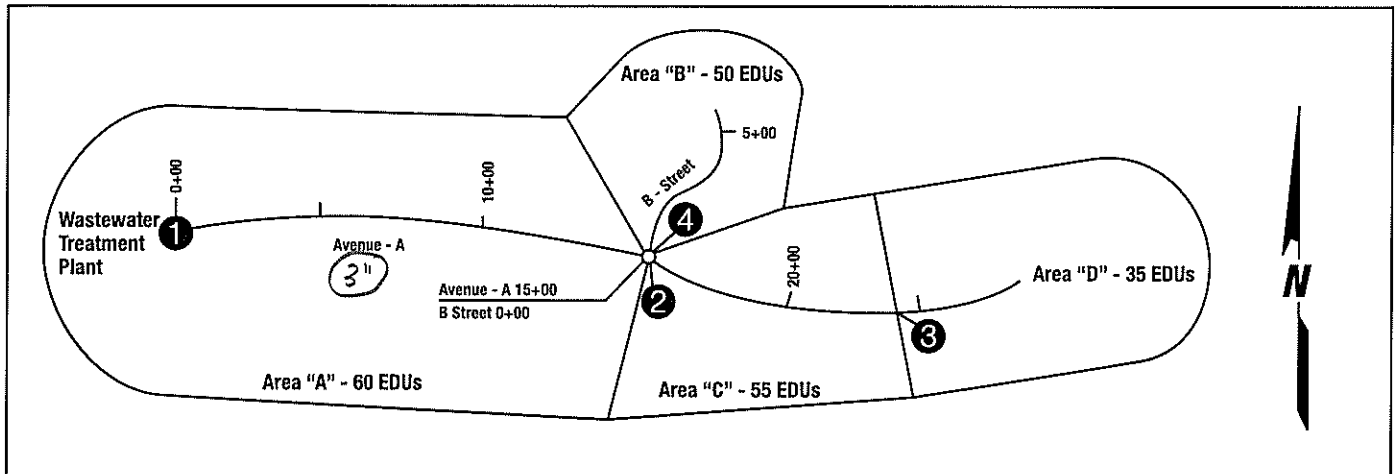 Area "B" - 50 EDUs
5+00
0+00
10+00
B - Street
Wastewater
Treatment
Plant
1
4
Avenue - A
3"
Avenue - A 15+00
B Street 0+00
2
20+00
Area "D" - 35 EDUs
3
N
Area "A" - 60 EDUs
Area "C" - 55 EDUs